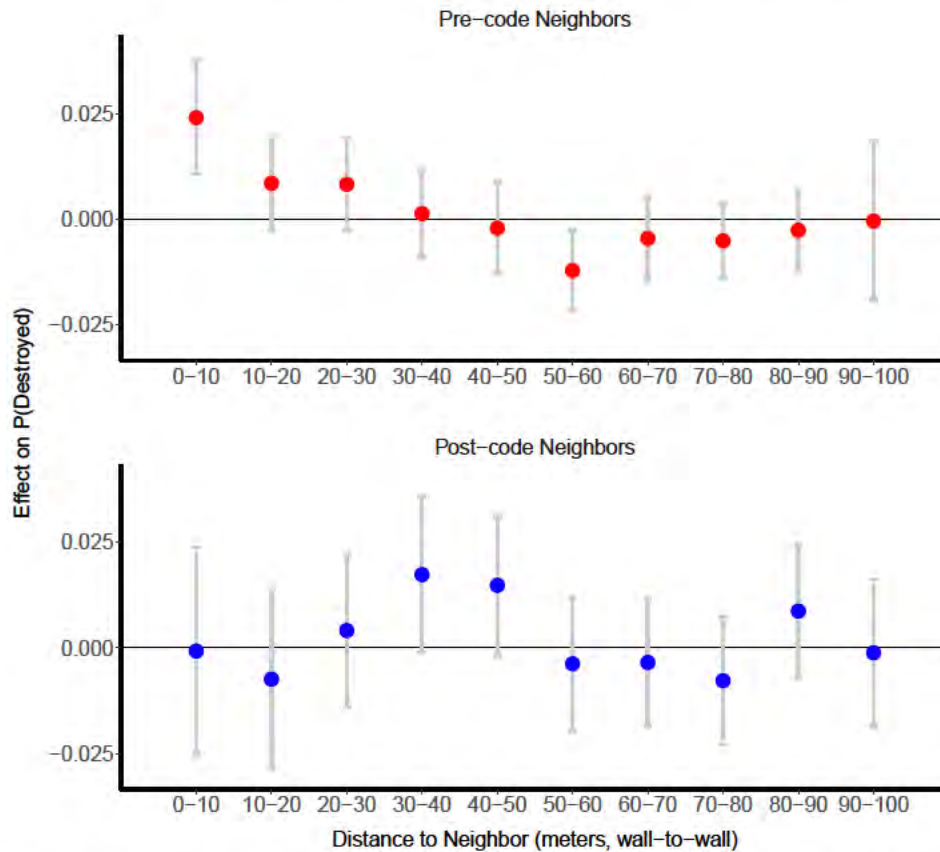 Pre−code Neighbors
0.025
0.000
−0.025
0−10 10−20 20−30 30−40 40−50 50−60 60−70 70−80 80−90 90−100
Effect on P(Destroyed)
Post−code Neighbors
0.025
0.000
−0.025
0−10 10−20 20−30 30−40 40−50 50−60 60−70 70−80 80−90 90−100
Distance to Neighbor (meters, wall−to−wall)